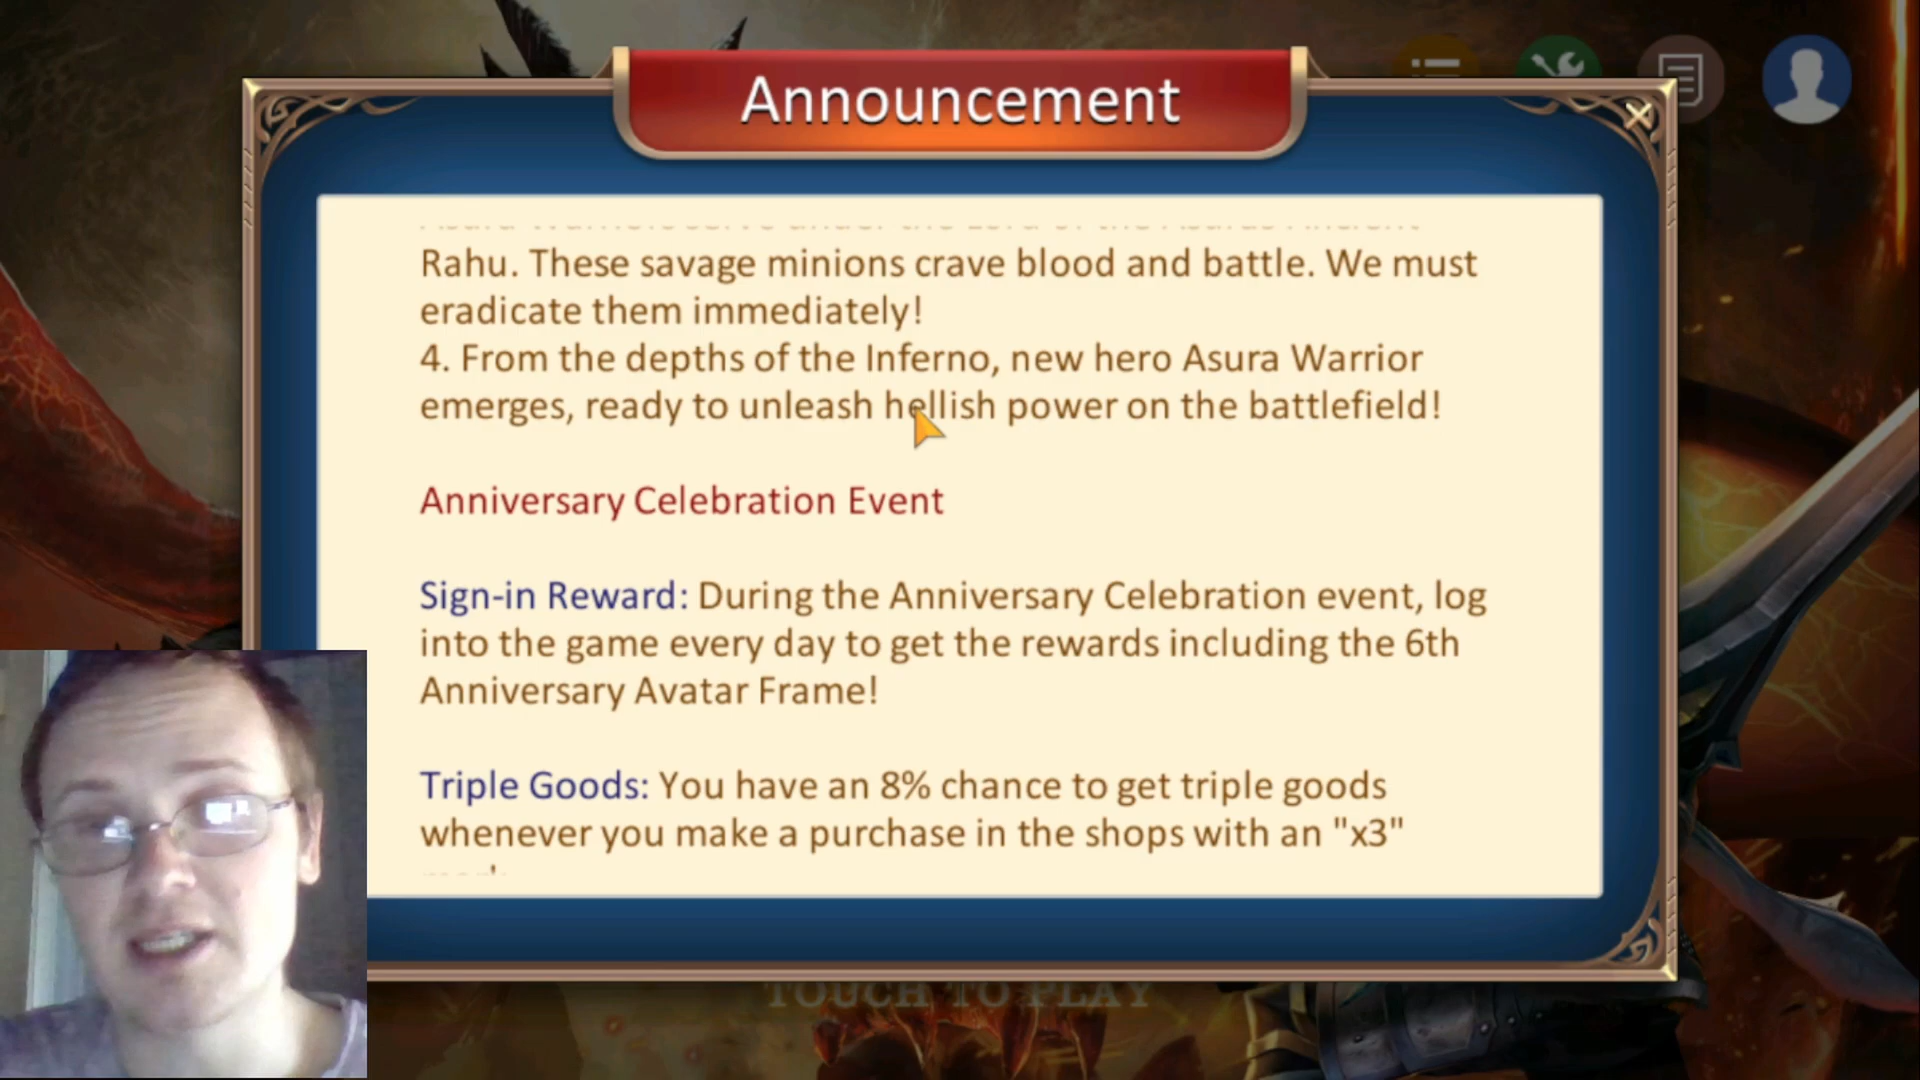 Announcement
Rahu. These savage minions crave blood and battle. We must
eradicate them immediately!
4. From the depths of the Inferno, new hero Asura Warrior
emerges, ready to unleash hellish power on the battlefield!
Anniversary Celebration Event
Sign-in Reward: During the Anniversary Celebration event, log
into the game every day to get the rewards including the 6th
Anniversary Avatar Frame!
Triple Goods: You have an 8% chance to get triple goods
whenever you make a purchase in the shops with an "x3"
TOUCH TO PLAY